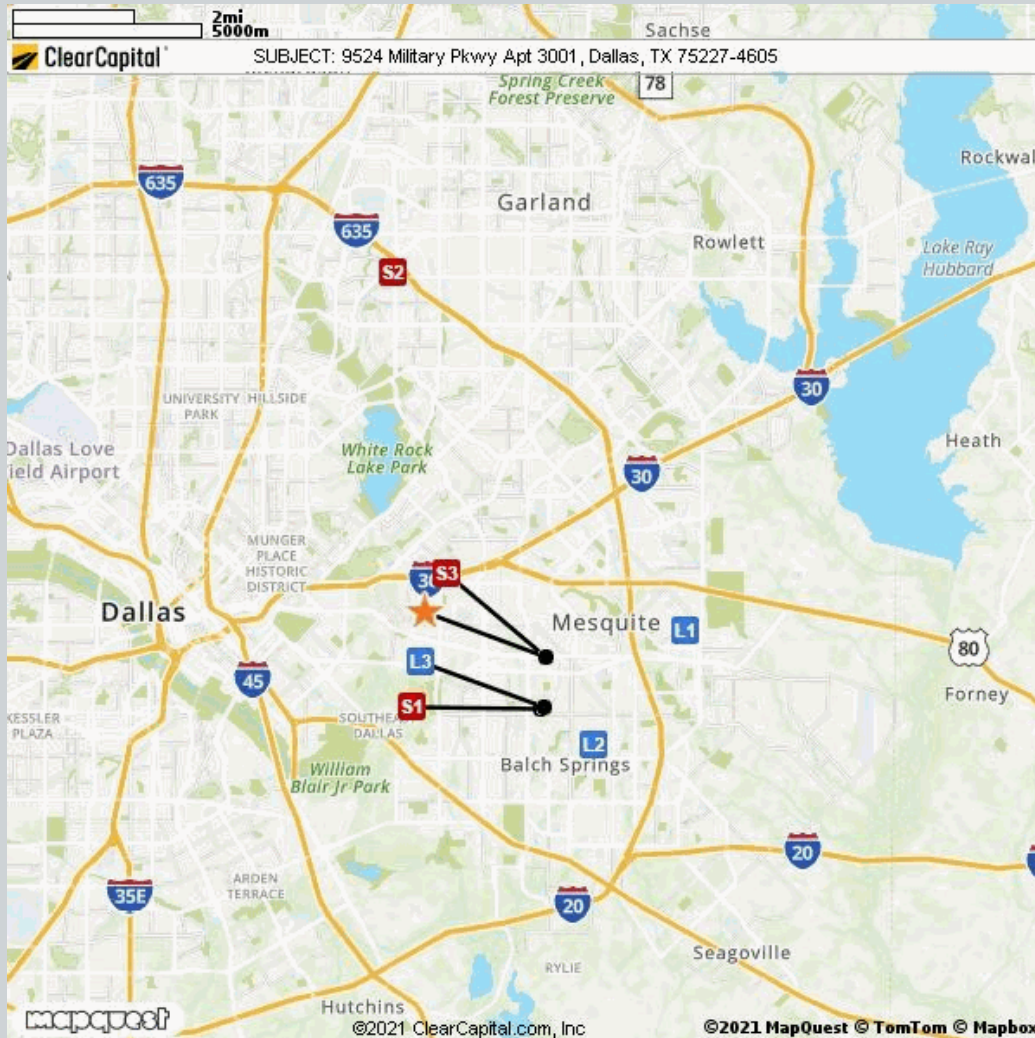 2mi
5000m
Sachse
ClearCapital
SUBJECT: 9524 Military Pkwy Apt 3001, Dallas, TX 75227-4605
Spring Creek
Forest Preserve
78
Rockwal
635
Garland
635
Rowlett
Lake Ray
Hubbard
S2
30
UNIVERSITY
PARK
HILLSIDE
Dallas Love
ield Airport
White Rock
Lake Park
Heath
30
MUNGER
PLACE
HISTORIC
DISTRICT
30
S3
Dallas
Mesquite
L1
L3
80
45
Forney
S1
KESSLER
PLAZA
SOUTHEA
DALLAS
L2
Balch Springs
William
Blair Jr Park
20
ARDEN
TERRACE
35E
20
Seagoville
RYLIE
Hutchins
mapquest
©2021 ClearCapital.com, Inc
©2021 MapQuest © TomTom © Mapbox